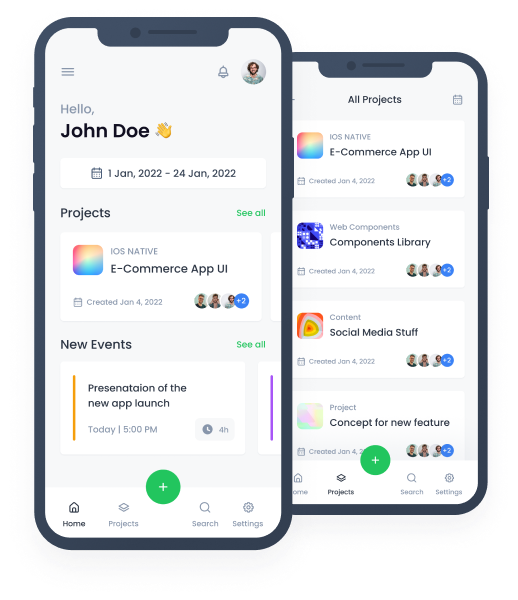 Hello,
John Doe 👋
1 Jan, 2022 - 24 Jan, 2022
Projects
See all
IOS NATIVE
E-Commerce App UI
Created Jan 4, 2022
+2
New Events
See all
Presenataion of the
new app launch
Today | 5:00 PM
4h
+
Home
Projects
Search
Settings
All Projects
IOS NATIVE
E-Commerce App UI
Created Jan 4, 2022
+2
Web Components
Components Library
Created Jan 4, 2022
+2
Content
Social Media Stuff
Created Jan 4, 2022
+2
Project
Concept for new feature
Created Jan 4, 2
+2
+
ome
Projects
Search
Settings